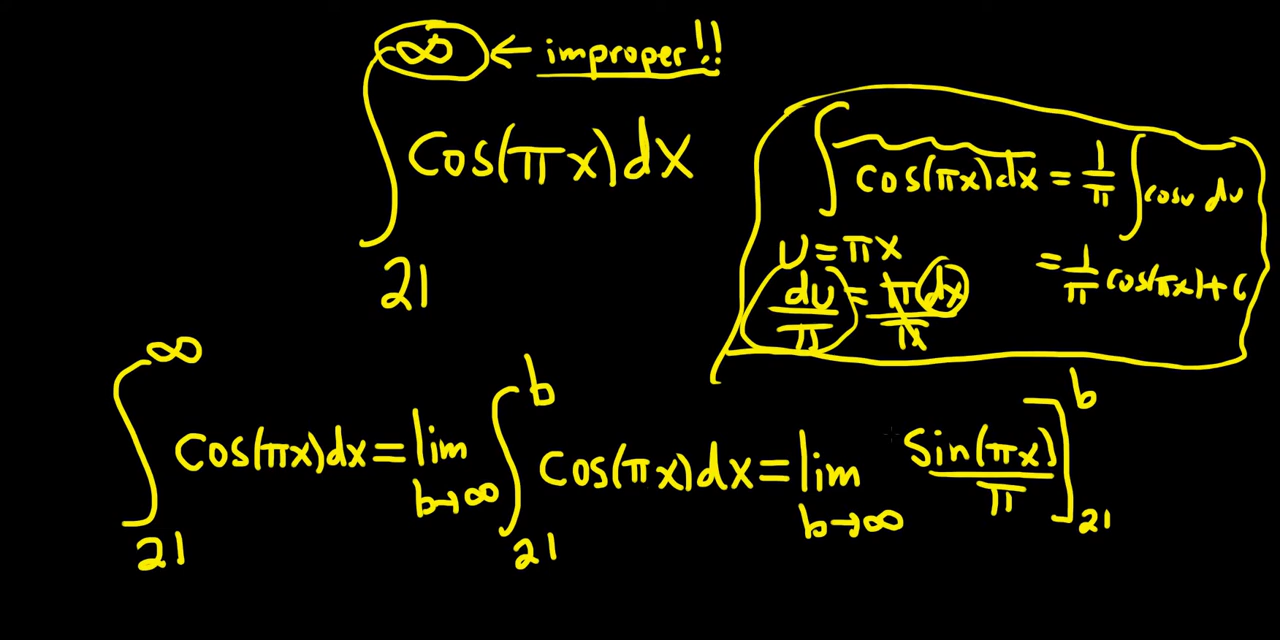 ∫₂₁^∞ cos(πx)dx ← improper!!
∫ cos(πx)dx = 1/π ∫ cosu du
u = πx
du/π = πdx/π
= 1/π cos(πx) + C
∫₂₁^∞ cos(πx)dx = lim b→∞ ∫₂₁^b cos(πx)dx = lim b→∞ sin(πx)/π ]₂₁^b